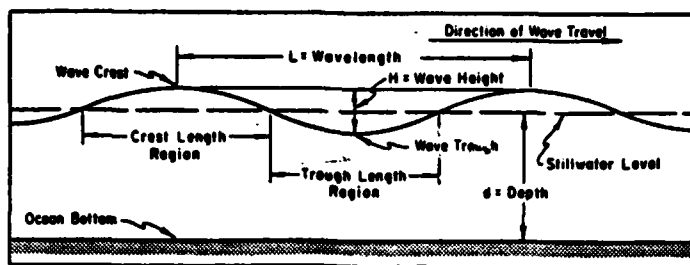 Direction of Wave Travel
L = Wavelength
Wave Crest
H = Wave Height
Crest Length
Region
Wave Trough
Stillwater Level
Trough Length
Region
d = Depth
Ocean Bottom